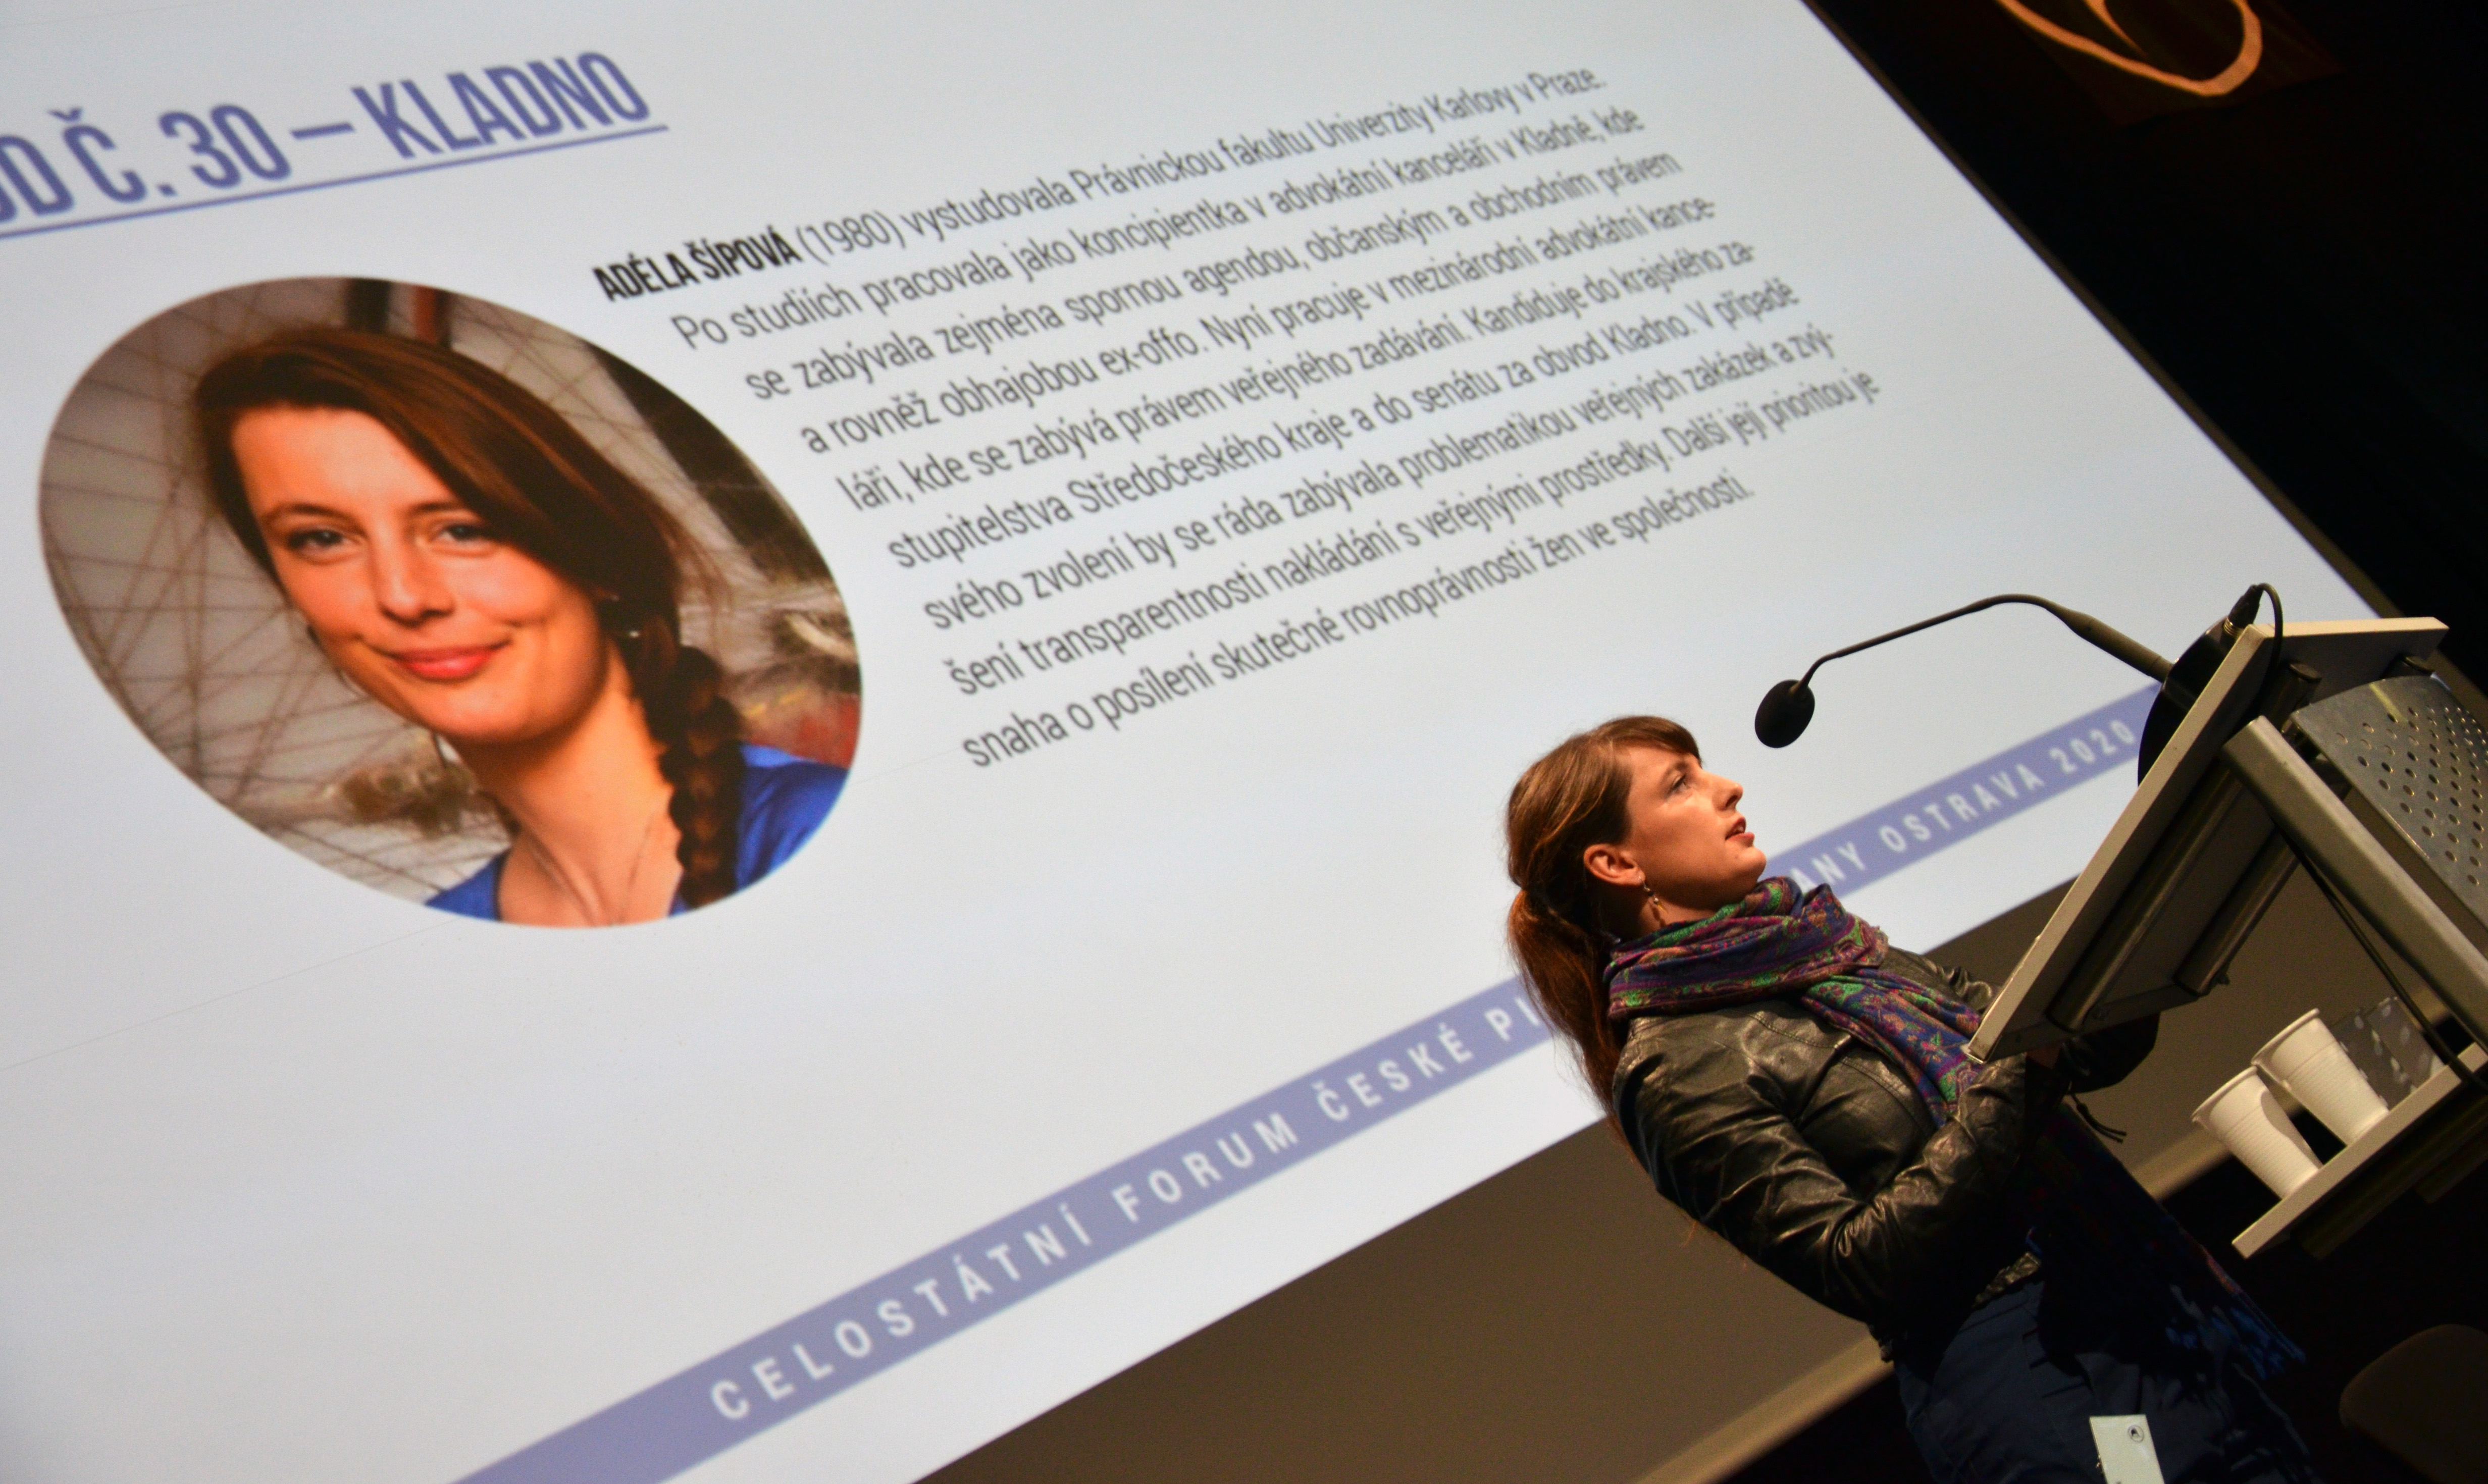 OD Č. 30 – KLADNO
ADÉLA ŠÍPOVÁ (1980) vystudovala Právnickou fakultu Univerzity Karlovy v Praze.
Po studiích pracovala jako koncipientka v advokátní kanceláři v Kladně, kde
se zabývala zejména spornou agendou, občanským a obchodním právem
a rovněž obhajobou ex-offo. Nyní pracuje v mezinárodní advokátní kance-
láři, kde se zabývá právem veřejného zadávání. Kandiduje do krajského za-
stupitelstva Středočeského kraje a do senátu za obvod Kladno. V případě
svého zvolení by se ráda zabývala problematikou veřejných zakázek a zvý-
šení transparentnosti nakládání s veřejnými prostředky. Další její prioritou je
snaha o posílení skutečné rovnoprávnosti žen ve společnosti.
CELOSTÁTNÍ FORUM ČESKÉ PI ANY OSTRAVA 2020